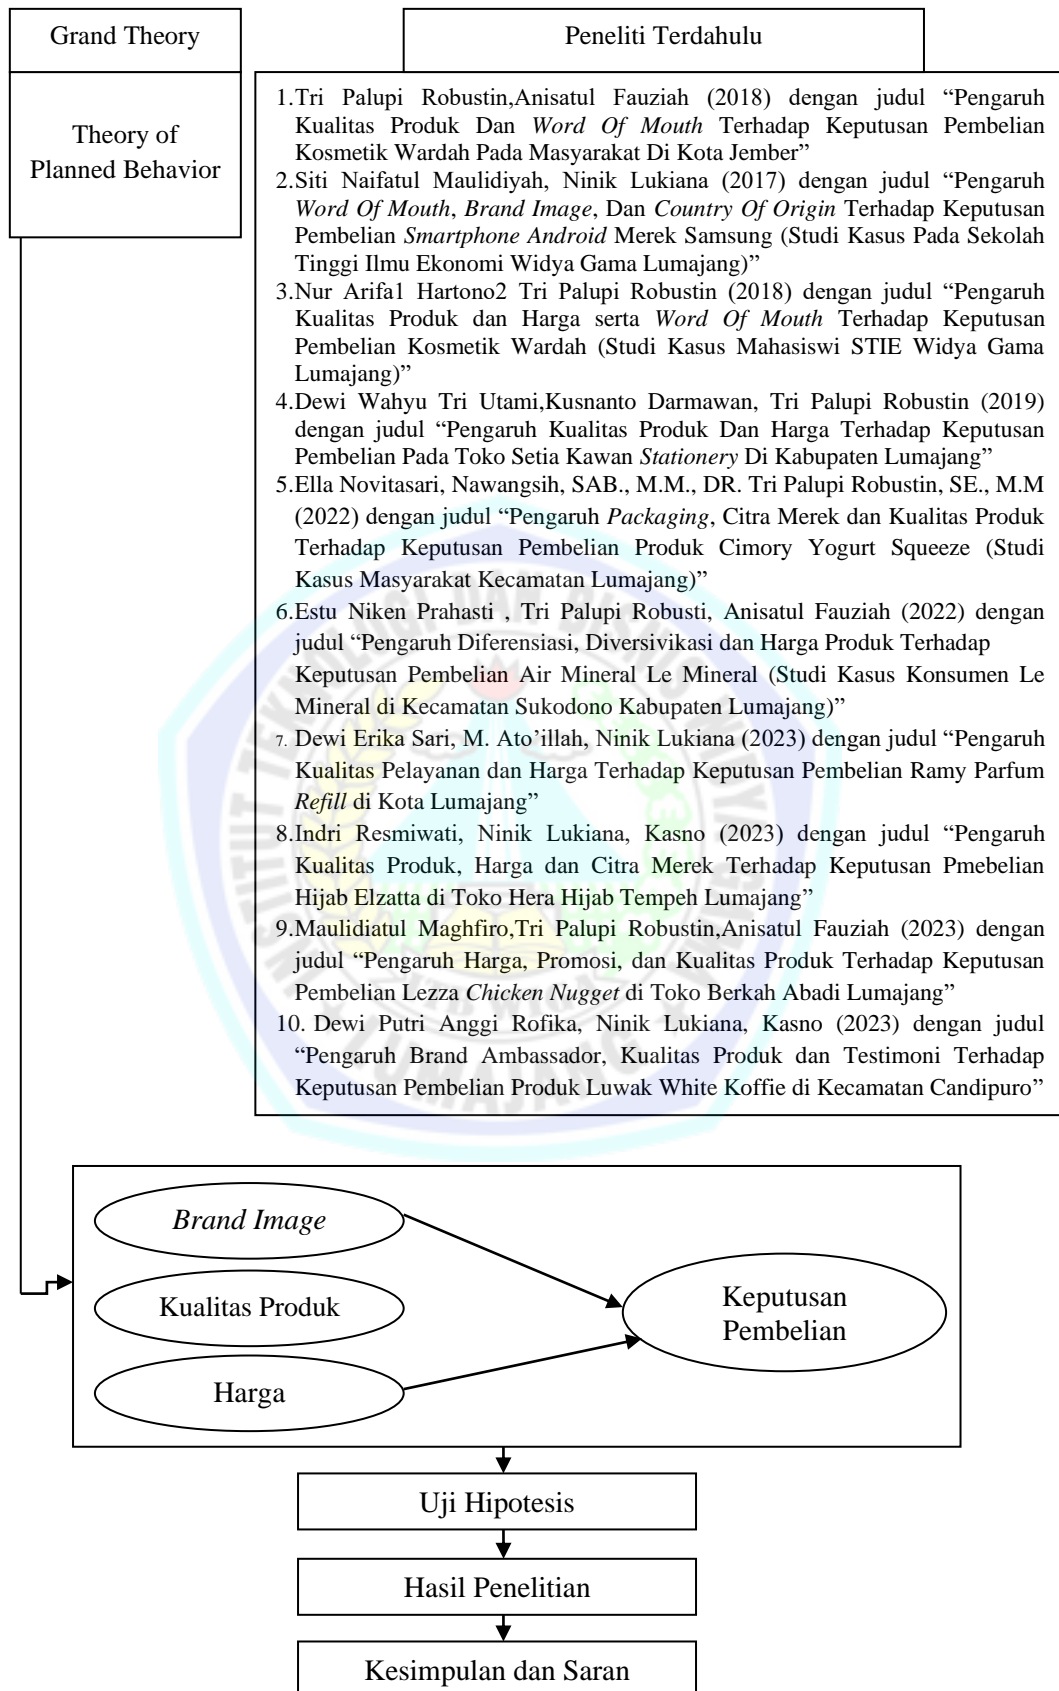 Grand Theory
Peneliti Terdahulu
Theory of
Planned Behavior
1.Tri Palupi Robustin,Anisatul Fauziah (2018) dengan judul “Pengaruh
Kualitas Produk Dan Word Of Mouth Terhadap Keputusan Pembelian
Kosmetik Wardah Pada Masyarakat Di Kota Jember”
2.Siti Naifatul Maulidiyah, Ninik Lukiana (2017) dengan judul “Pengaruh
Word Of Mouth, Brand Image, Dan Country Of Origin Terhadap Keputusan
Pembelian Smartphone Android Merek Samsung (Studi Kasus Pada Sekolah
Tinggi Ilmu Ekonomi Widya Gama Lumajang)”
3.Nur Arifa1 Hartono2 Tri Palupi Robustin (2018) dengan judul “Pengaruh
Kualitas Produk dan Harga serta Word Of Mouth Terhadap Keputusan
Pembelian Kosmetik Wardah (Studi Kasus Mahasiswi STIE Widya Gama
Lumajang)”
4.Dewi Wahyu Tri Utami,Kusnanto Darmawan, Tri Palupi Robustin (2019)
dengan judul “Pengaruh Kualitas Produk Dan Harga Terhadap Keputusan
Pembelian Pada Toko Setia Kawan Stationery Di Kabupaten Lumajang”
5.Ella Novitasari, Nawangsih, SAB., M.M., DR. Tri Palupi Robustin, SE., M.M
(2022) dengan judul “Pengaruh Packaging, Citra Merek dan Kualitas Produk
Terhadap Keputusan Pembelian Produk Cimory Yogurt Squeeze (Studi
Kasus Masyarakat Kecamatan Lumajang)”
6.Estu Niken Prahasti , Tri Palupi Robusti, Anisatul Fauziah (2022) dengan
judul “Pengaruh Diferensiasi, Diversivikasi dan Harga Produk Terhadap
Keputusan Pembelian Air Mineral Le Mineral (Studi Kasus Konsumen Le
Mineral di Kecamatan Sukodono Kabupaten Lumajang)”
7. Dewi Erika Sari, M. Ato’illah, Ninik Lukiana (2023) dengan judul “Pengaruh
Kualitas Pelayanan dan Harga Terhadap Keputusan Pembelian Ramy Parfum
Refill di Kota Lumajang”
8.Indri Resmiwati, Ninik Lukiana, Kasno (2023) dengan judul “Pengaruh
Kualitas Produk, Harga dan Citra Merek Terhadap Keputusan Pmebelian
Hijab Elzatta di Toko Hera Hijab Tempeh Lumajang”
9.Maulidiatul Maghfiro,Tri Palupi Robustin,Anisatul Fauziah (2023) dengan
judul “Pengaruh Harga, Promosi, dan Kualitas Produk Terhadap Keputusan
Pembelian Lezza Chicken Nugget di Toko Berkah Abadi Lumajang”
10. Dewi Putri Anggi Rofika, Ninik Lukiana, Kasno (2023) dengan judul
“Pengaruh Brand Ambassador, Kualitas Produk dan Testimoni Terhadap
Keputusan Pembelian Produk Luwak White Koffie di Kecamatan Candipuro”
INSTITUT TEKNOLOGI DAN BISNIS WIDYA GAMA
ITB WIGA
LUMAJANG
Brand Image
Kualitas Produk
Harga
Keputusan
Pembelian
Uji Hipotesis
Hasil Penelitian
Kesimpulan dan Saran